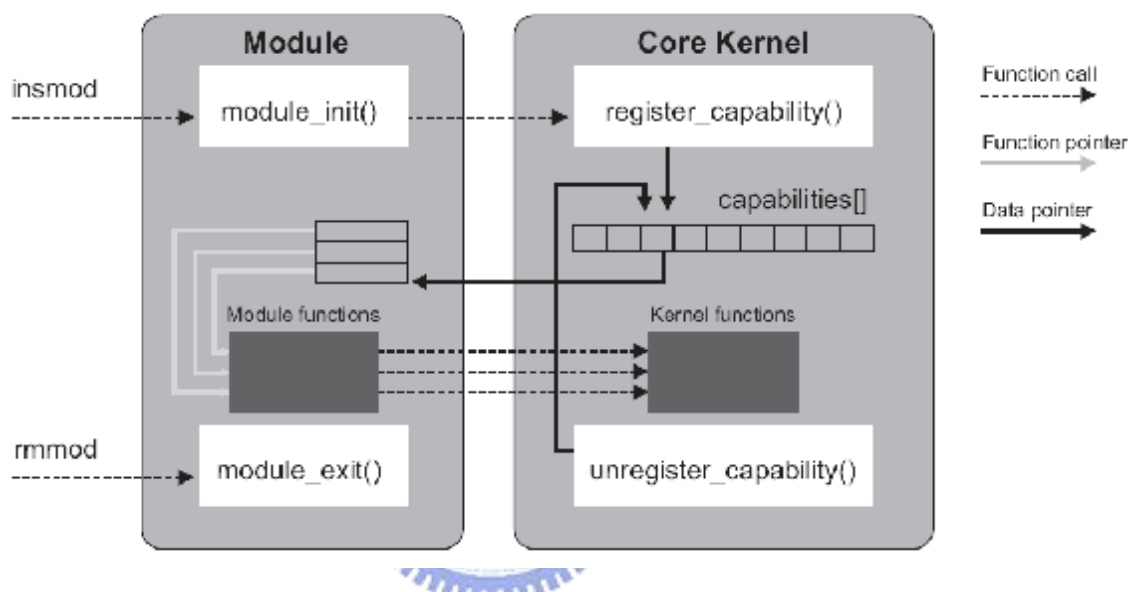 Module
Core Kernel
insmod
module_init()
register_capability()
Function call
Function pointer
Data pointer
capabilities[]
Module functions
Kernel functions
rmmod
module_exit()
unregister_capability()